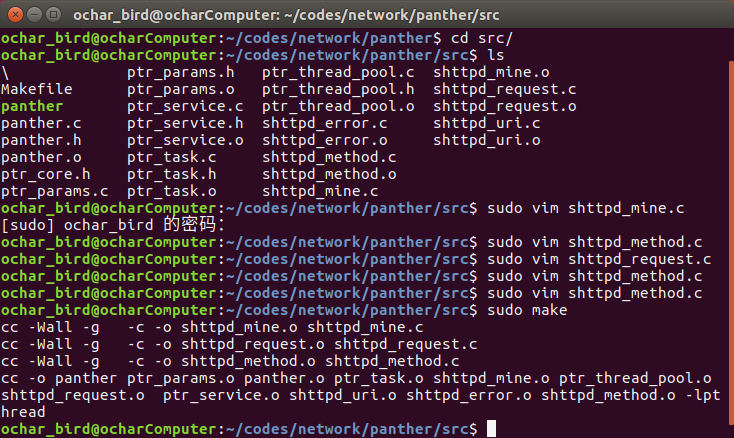 ochar_bird@ocharComputer: ~/codes/network/panther/src
ochar_bird@ocharComputer:~/codes/network/panther$ cd src/
ochar_bird@ocharComputer:~/codes/network/panther/src$ ls
\ ptr_params.h ptr_thread_pool.c shttpd_mine.o
Makefile ptr_params.o ptr_thread_pool.h shttpd_request.c
panther ptr_service.c ptr_thread_pool.o shttpd_request.o
panther.c ptr_service.h shttpd_error.c shttpd_uri.c
panther.h ptr_service.o shttpd_error.o shttpd_uri.o
panther.o ptr_task.c shttpd_method.c
ptr_core.h ptr_task.h shttpd_method.o
ptr_params.c ptr_task.o shttpd_mine.c
ochar_bird@ocharComputer:~/codes/network/panther/src$ sudo vim shttpd_mine.c
[sudo] ochar_bird 的密码：
ochar_bird@ocharComputer:~/codes/network/panther/src$ sudo vim shttpd_method.c
ochar_bird@ocharComputer:~/codes/network/panther/src$ sudo vim shttpd_request.c
ochar_bird@ocharComputer:~/codes/network/panther/src$ sudo vim shttpd_method.c
ochar_bird@ocharComputer:~/codes/network/panther/src$ sudo vim shttpd_method.c
ochar_bird@ocharComputer:~/codes/network/panther/src$ sudo make
cc -Wall -g   -c -o shttpd_mine.o shttpd_mine.c
cc -Wall -g   -c -o shttpd_request.o shttpd_request.c
cc -Wall -g   -c -o shttpd_method.o shttpd_method.c
cc -o panther ptr_params.o panther.o ptr_task.o shttpd_mine.o ptr_thread_pool.o
shttpd_request.o  ptr_service.o shttpd_uri.o shttpd_error.o shttpd_method.o -lpt
hread
ochar_bird@ocharComputer:~/codes/network/panther/src$